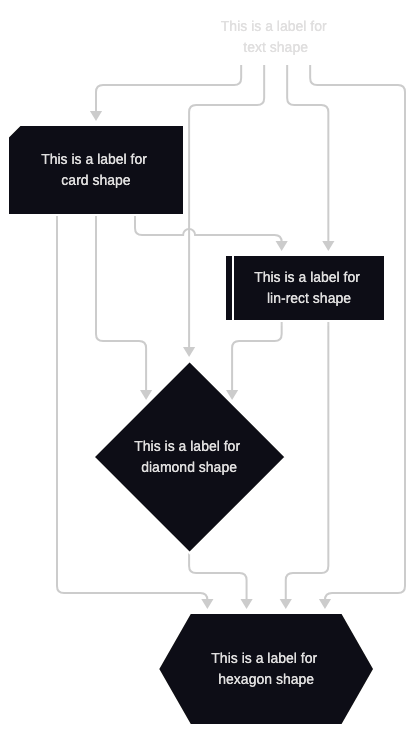 This is a label for
text shape
This is a label for
card shape
This is a label for
lin-rect shape
This is a label for
diamond shape
This is a label for
hexagon shape